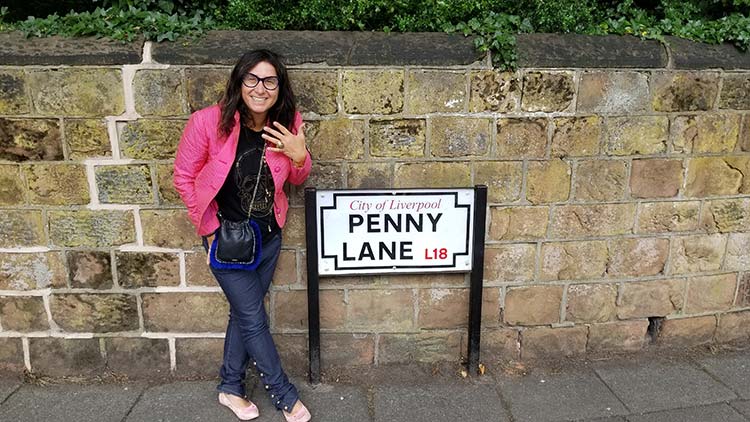 City of Liverpool
PENNY
LANE L18